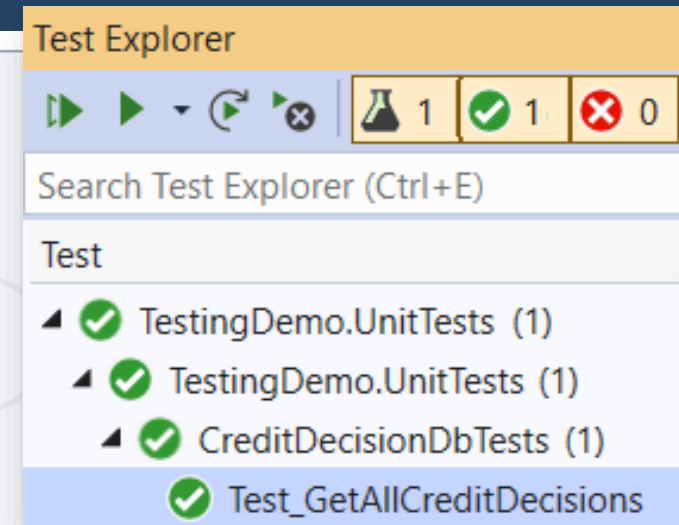 Test Explorer
1 1 0
Search Test Explorer (Ctrl+E)
Test
TestingDemo.UnitTests (1)
TestingDemo.UnitTests (1)
CreditDecisionDbTests (1)
Test_GetAllCreditDecisions